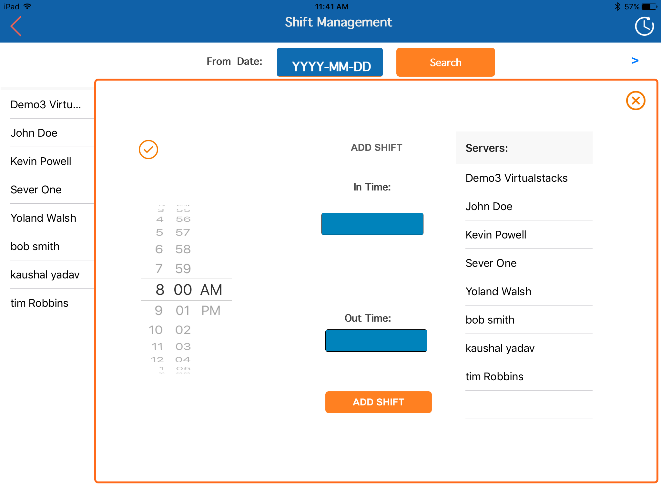 iPad 11:41 AM 57%
Shift Management
From Date: YYYY-MM-DD Search >
Demo3 Virtu...
John Doe
Kevin Powell
Sever One
Yoland Walsh
bob smith
kaushal yadav
tim Robbins
4 56
5 57
6 58
7 59
8 00 AM
9 01 PM
10 02
11 03
12 04
ADD SHIFT
In Time:
Out Time:
ADD SHIFT
Servers:
Demo3 Virtualstacks
John Doe
Kevin Powell
Sever One
Yoland Walsh
bob smith
kaushal yadav
tim Robbins